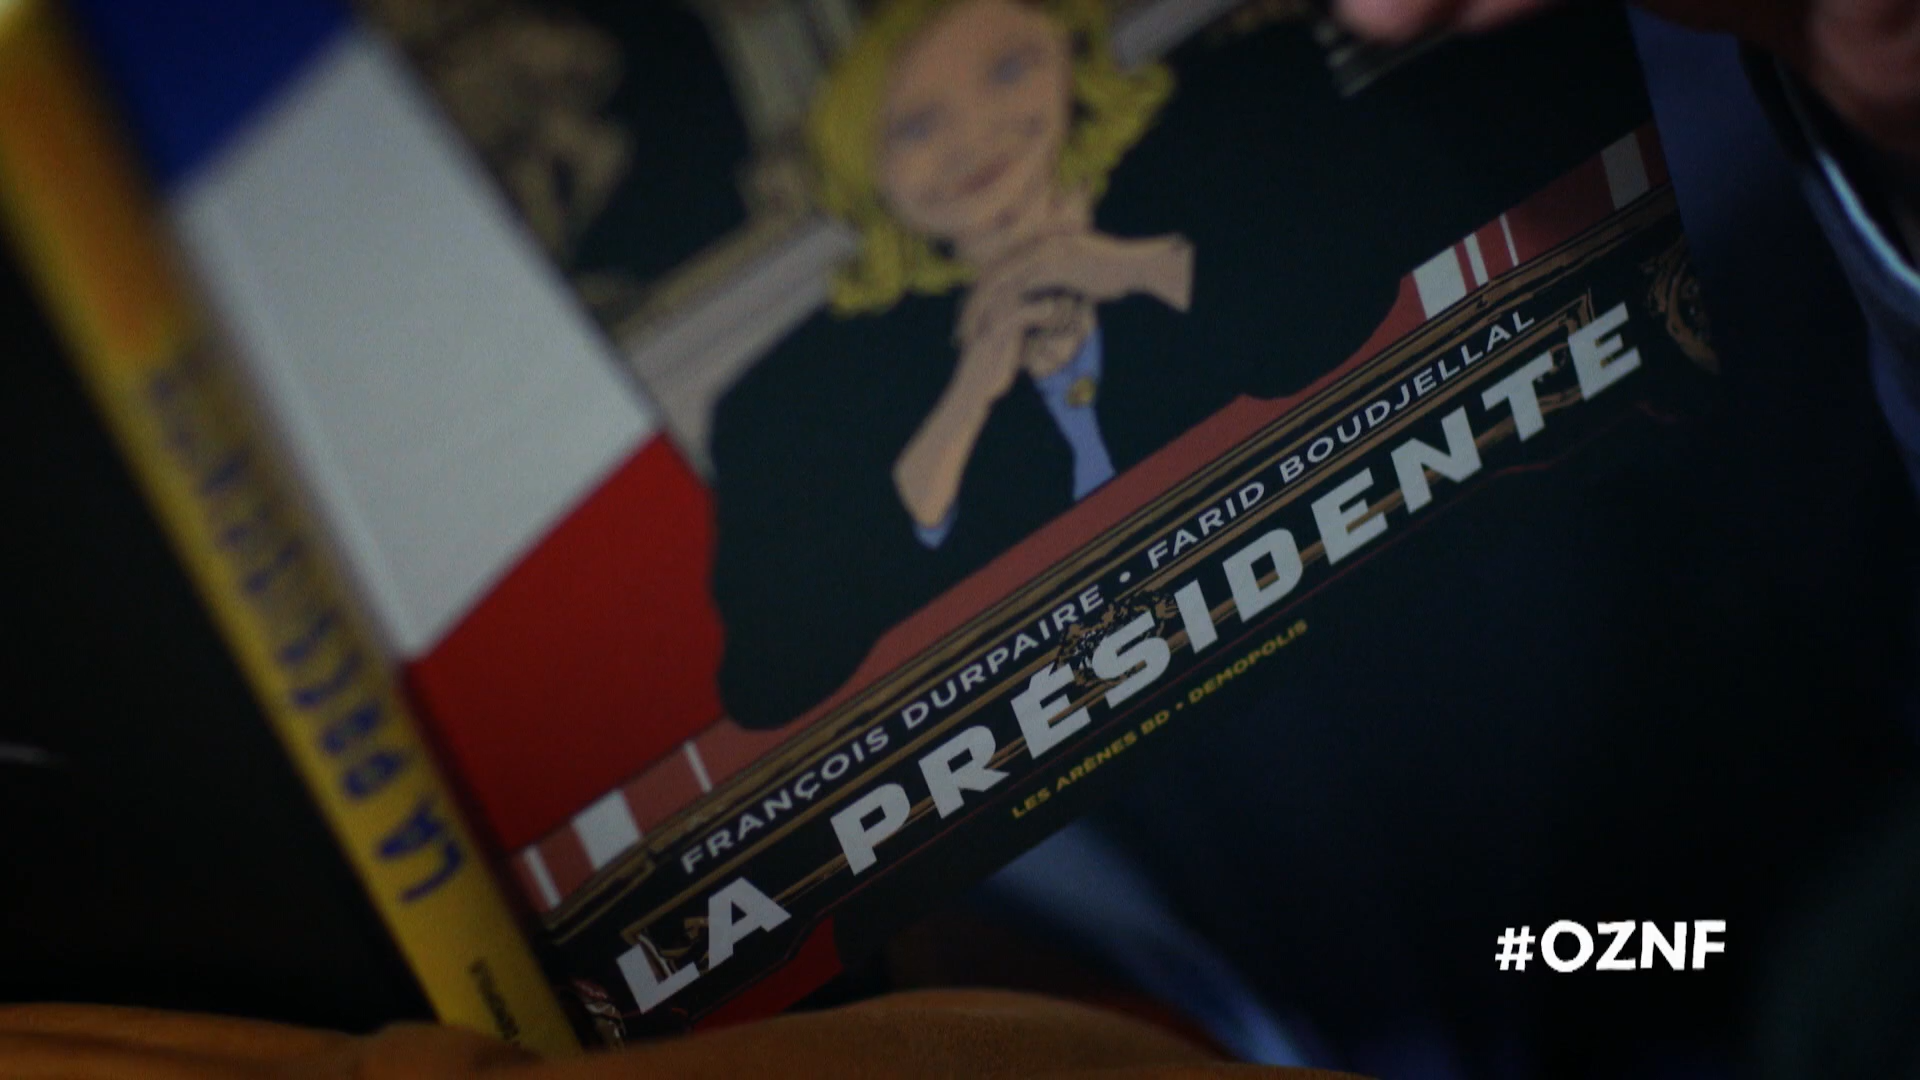 FRANÇOIS DURPAIRE • FARID BOUDJELLAL
LA PRÉSIDENTE
LES ARÈNES BD • DEMOPOLIS
#OZNF